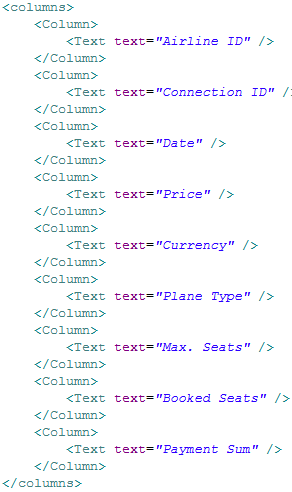 <columns>
    <Column>
        <Text text="Airline ID" />
    </Column>
    <Column>
        <Text text="Connection ID" />
    </Column>
    <Column>
        <Text text="Date" />
    </Column>
    <Column>
        <Text text="Price" />
    </Column>
    <Column>
        <Text text="Currency" />
    </Column>
    <Column>
        <Text text="Plane Type" />
    </Column>
    <Column>
        <Text text="Max. Seats" />
    </Column>
    <Column>
        <Text text="Booked Seats" />
    </Column>
    <Column>
        <Text text="Payment Sum" />
    </Column>
</columns>